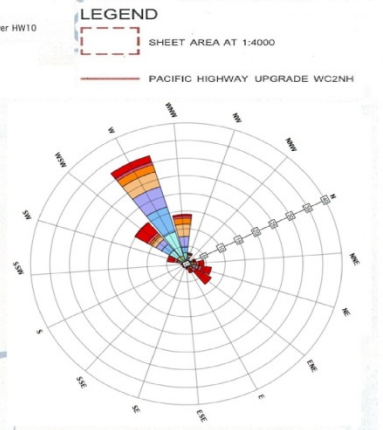 er HW10
LEGEND
SHEET AREA AT 1:4000
PACIFIC HIGHWAY UPGRADE WC2NH
WNW
NW
NNW
N
NNE
NE
ENE
E
ESE
SE
SSE
S
SSW
SW
WSW
W